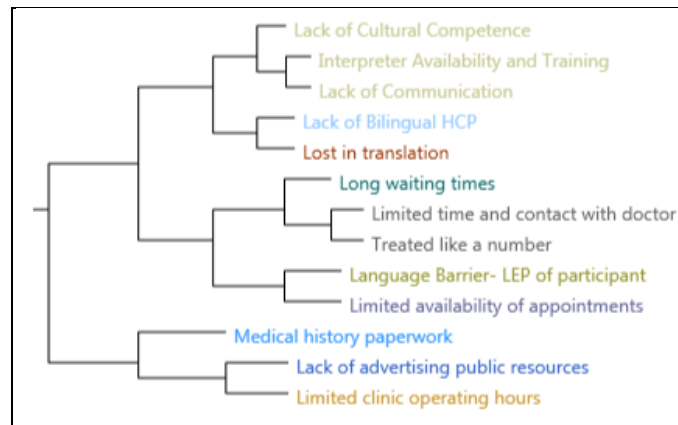 Lack of Cultural Competence
Interpreter Availability and Training
Lack of Communication
Lack of Bilingual HCP
Lost in translation
Long waiting times
Limited time and contact with doctor
Treated like a number
Language Barrier- LEP of participant
Limited availability of appointments
Medical history paperwork
Lack of advertising public resources
Limited clinic operating hours